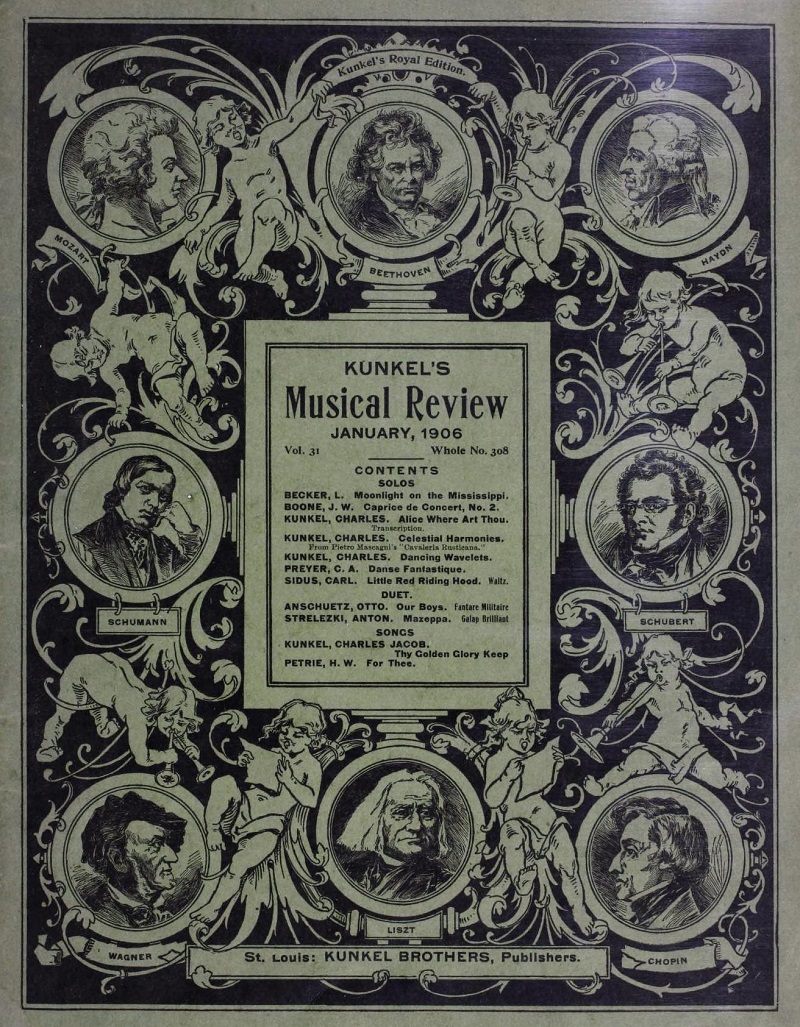 Kunkel's Royal Edition.
MOZART
BEETHOVEN
HAYDN
KUNKEL'S
Musical Review
JANUARY, 1906
Vol. 31 Whole No. 308
CONTENTS
SOLOS
BECKER, L. Moonlight on the Mississippi.
BOONE, J. W. Caprice de Concert, No. 2.
KUNKEL, CHARLES. Alice Where Art Thou.
Transcription.
KUNKEL, CHARLES. Celestial Harmonies.
From Pietro Mascagni's "Cavaleria Rusticana."
KUNKEL, CHARLES. Dancing Wavelets.
PREYER, C. A. Danse Fantastique.
SIDUS, CARL. Little Red Riding Hood. Waltz.
DUET.
ANSCHUETZ, OTTO. Our Boys. Fanfare Militaire
STRELEZKI, ANTON. Mazeppa. Galop Brilliant
SONGS
KUNKEL, CHARLES JACOB.
Thy Golden Glory Keep
PETRIE, H. W. For Thee.
SCHUMANN
SCHUBERT
LISZT
WAGNER
CHOPIN
St. Louis: KUNKEL BROTHERS, Publishers.